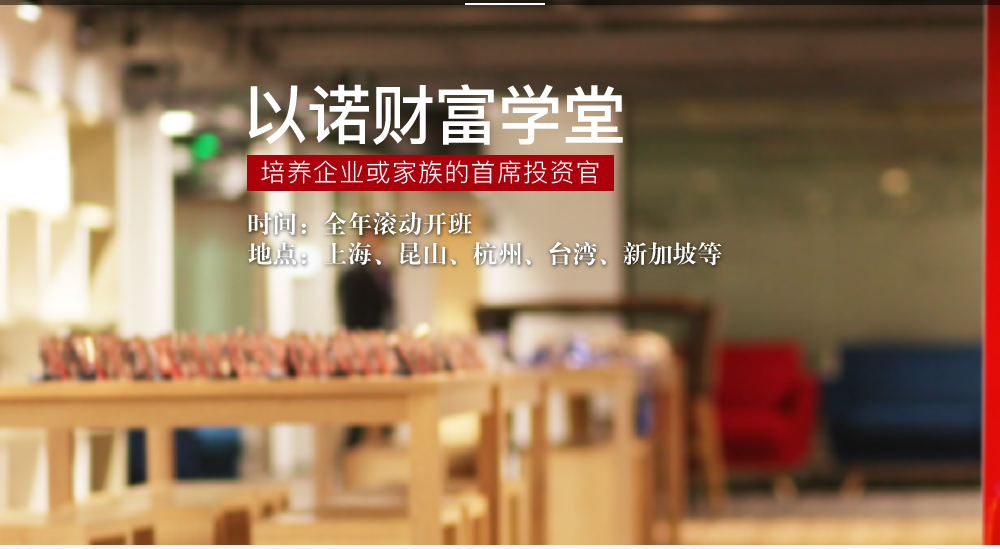 以诺财富学堂
培养企业或家族的首席投资官
时间：全年滚动开班
地点：上海、昆山、杭州、台湾、新加坡等